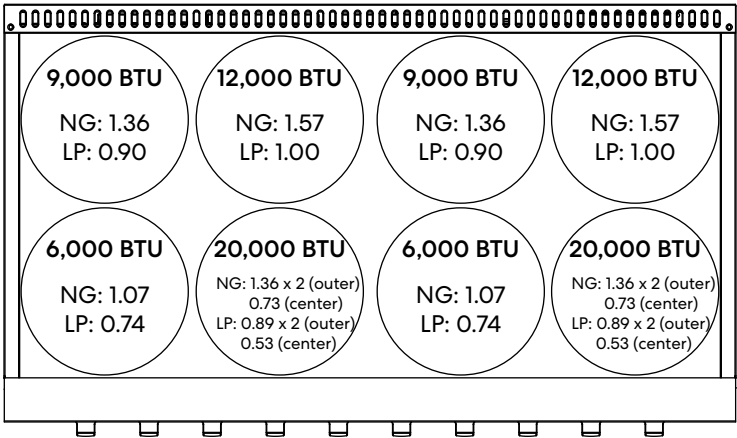 9,000 BTU
NG: 1.36
LP: 0.90
12,000 BTU
NG: 1.57
LP: 1.00
9,000 BTU
NG: 1.36
LP: 0.90
12,000 BTU
NG: 1.57
LP: 1.00
6,000 BTU
NG: 1.07
LP: 0.74
20,000 BTU
NG: 1.36 x 2 (outer)
0.73 (center)
LP: 0.89 x 2 (outer)
0.53 (center)
6,000 BTU
NG: 1.07
LP: 0.74
20,000 BTU
NG: 1.36 x 2 (outer)
0.73 (center)
LP: 0.89 x 2 (outer)
0.53 (center)